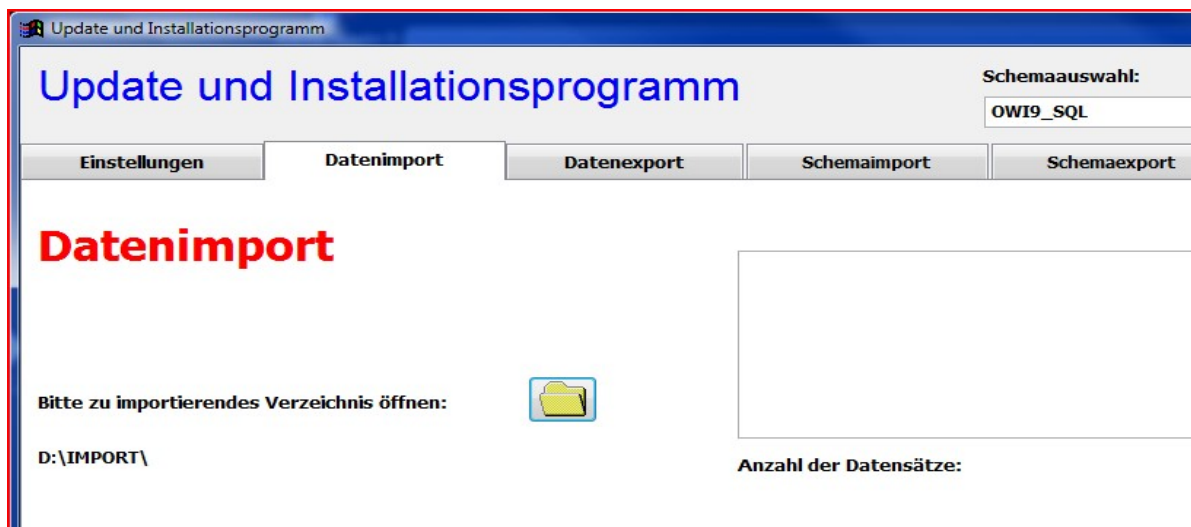 Update und Installationsprogramm
Update und Installationsprogramm
Schemaauswahl:
OWI9_SQL
Einstellungen Datenimport Datenexport Schemaimport Schemaexport
Datenimport
Bitte zu importierendes Verzeichnis öffnen:
D:\IMPORT\
Anzahl der Datensätze: